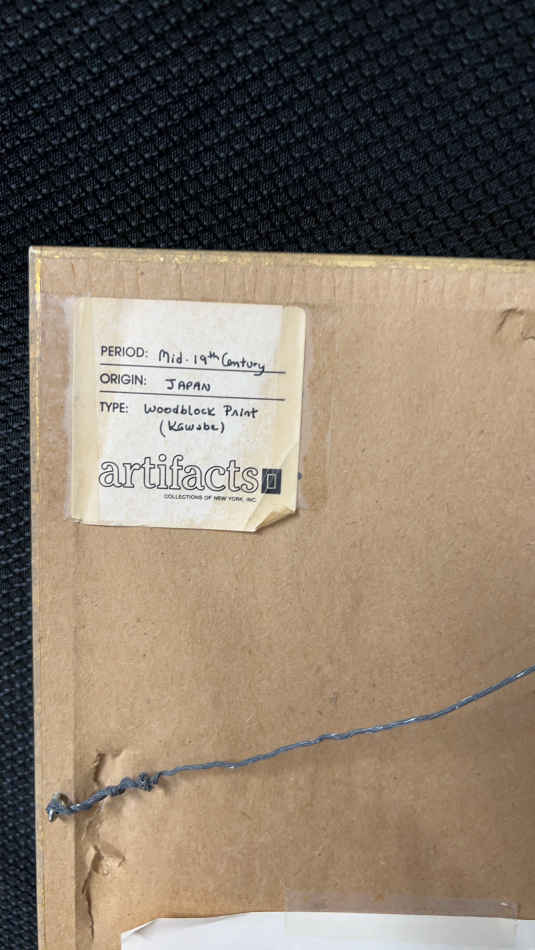 PERIOD: Mid. 19th Century
ORIGIN: JAPAN
TYPE: Woodblock Print
(Kawabe)
artifacts
COLLECTIONS OF NEW YORK, INC.